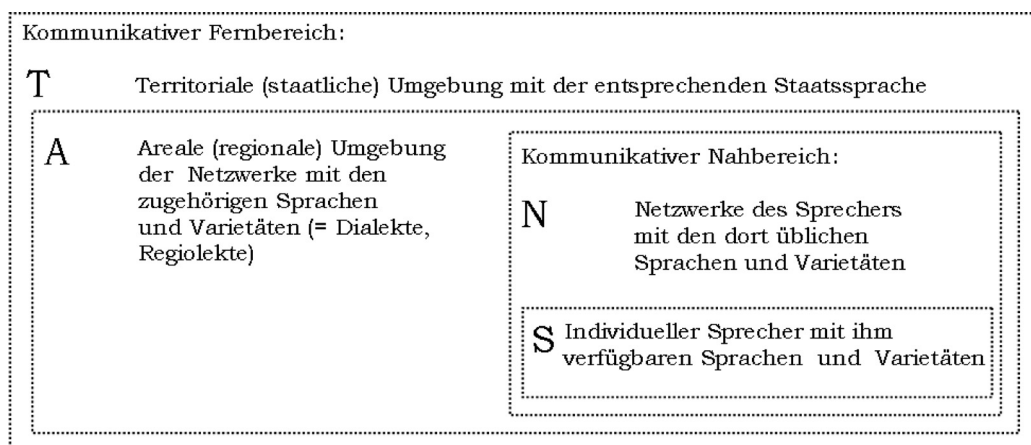 Kommunikativer Fernbereich:
T Territoriale (staatliche) Umgebung mit der entsprechenden Staatssprache
A Areale (regionale) Umgebung
der Netzwerke mit den
zugehörigen Sprachen
und Varietäten (= Dialekte,
Regiolekte)
Kommunikativer Nahbereich:
N Netzwerke des Sprechers
mit den dort üblichen
Sprachen und Varietäten
S Individueller Sprecher mit ihm
verfügbaren Sprachen und Varietäten